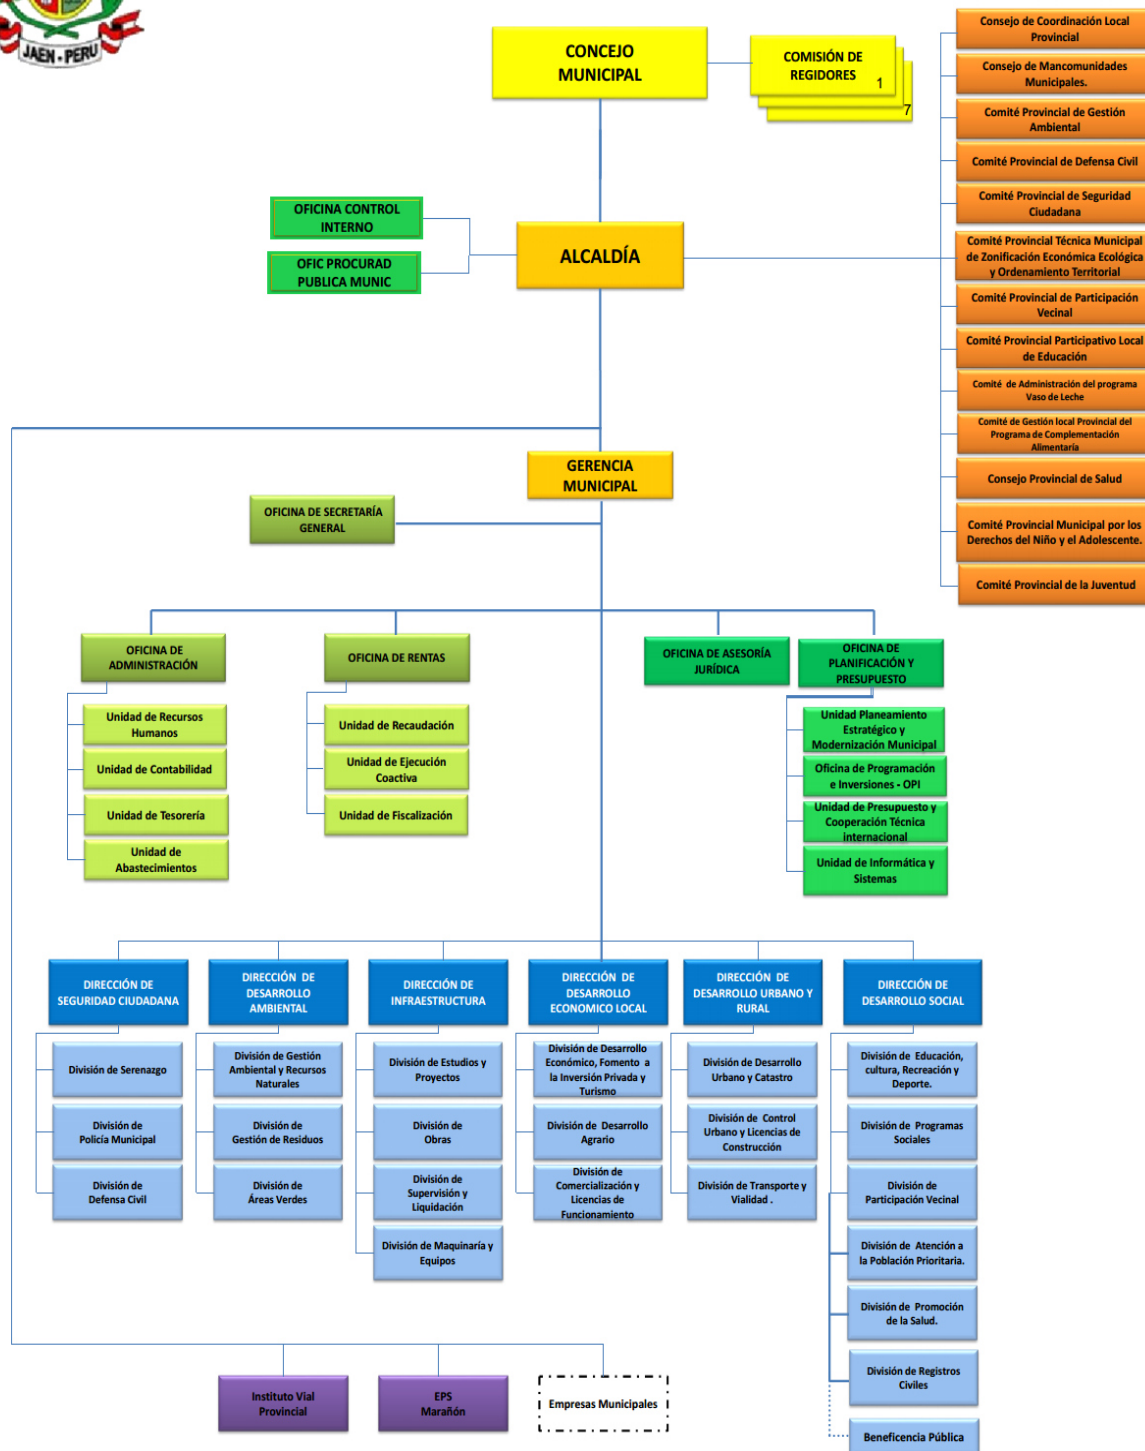 JAEN - PERU
CONCEJO
MUNICIPAL
COMISIÓN DE
REGIDORES
1
7
Consejo de Coordinación Local
Provincial
Consejo de Mancomunidades
Municipales.
Comité Provincial de Gestión
Ambiental
Comité Provincial de Defensa Civil
Comité Provincial de Seguridad
Ciudadana
Comité Provincial Técnica Municipal
de Zonificación Económica Ecológica
y Ordenamiento Territorial
Comité Provincial de Participación
Vecinal
Comité Provincial Participativo Local
de Educación
Comité de Administración del programa
Vaso de Leche
Comité de Gestión local Provincial del
Programa de Complementación
Alimentaría
Consejo Provincial de Salud
Comité Provincial Municipal por los
Derechos del Niño y el Adolescente.
Comité Provincial de la Juventud
OFICINA CONTROL
INTERNO
OFIC PROCURAD
PUBLICA MUNIC
ALCALDÍA
GERENCIA
MUNICIPAL
OFICINA DE SECRETARÍA
GENERAL
OFICINA DE
ADMINISTRACIÓN
Unidad de Recursos
Humanos
Unidad de Contabilidad
Unidad de Tesorería
Unidad de
Abastecimientos
OFICINA DE RENTAS
Unidad de Recaudación
Unidad de Ejecución
Coactiva
Unidad de Fiscalización
OFICINA DE ASESORÍA
JURÍDICA
OFICINA DE
PLANIFICACIÓN Y
PRESUPUESTO
Unidad Planeamiento
Estratégico y
Modernización Municipal
Oficina de Programación
e Inversiones - OPI
Unidad de Presupuesto y
Cooperación Técnica
internacional
Unidad de Informática y
Sistemas
DIRECCIÓN DE
SEGURIDAD CIUDADANA
División de Serenazgo
División de
Policía Municipal
División de
Defensa Civil
DIRECCIÓN DE
DESARROLLO
AMBIENTAL
División de Gestión
Ambiental y Recursos
Naturales
División de
Gestión de Residuos
División de
Áreas Verdes
DIRECCIÓN DE
INFRAESTRUCTURA
División de Estudios y
Proyectos
División de
Obras
División de
Supervisión y
Liquidación
División de Maquinaría y
Equipos
DIRECCIÓN DE
DESARROLLO
ECONOMICO LOCAL
División de Desarrollo
Económico, Fomento a
la Inversión Privada y
Turismo
División de Desarrollo
Agrario
División de
Comercialización y
Licencias de
Funcionamiento
DIRECCIÓN DE
DESARROLLO URBANO Y
RURAL
División de Desarrollo
Urbano y Catastro
División de Control
Urbano y Licencias de
Construcción
División de Transporte y
Vialidad .
DIRECCIÓN DE
DESARROLLO SOCIAL
División de Educación,
cultura, Recreación y
Deporte.
División de Programas
Sociales
División de
Participación Vecinal
División de Atención a
la Población Prioritaria.
División de Promoción
de la Salud.
División de Registros
Civiles
Beneficencia Pública
Instituto Vial
Provincial
EPS
Marañón
Empresas Municipales